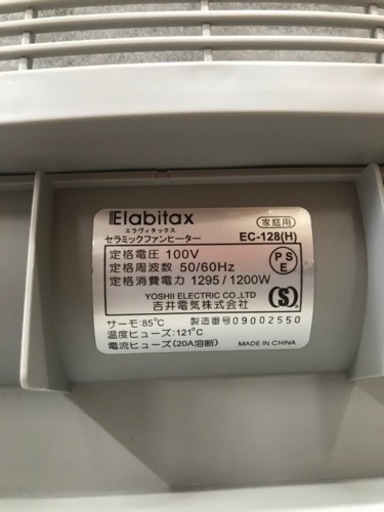 Elabitax 家庭用
エラヴィタックス
セラミックファンヒーター EC-128(H)
定格電圧 100V
定格周波数 50/60Hz
定格消費電力 1295/1200W
P S E
YOSHII ELECTRIC CO.,LTD
吉井電気株式会社
S
サーモ:85℃ 製造番号09002550
温度ヒューズ:121℃
電流ヒューズ(20A溶断) MADE IN CHINA